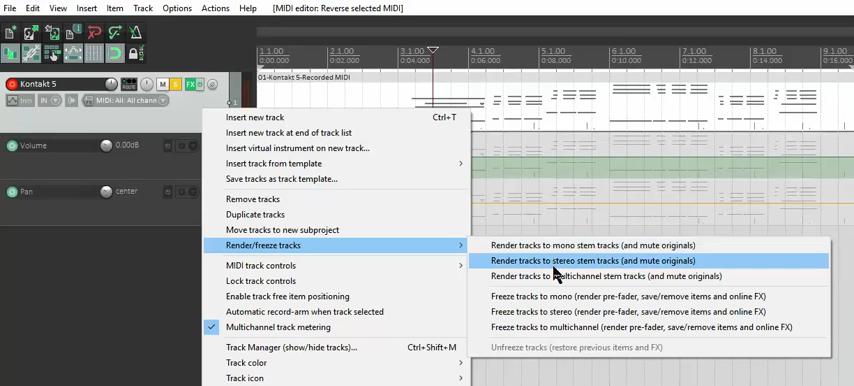 File Edit View Insert Item Track Options Actions Help [MIDI editor: Reverse selected MIDI]
1.1.00 2.1.00 3.1.00 4.1.00 5.1.00 6.1.00 7.1.00 8.1.00 9.1.00
0:00.000 0:02.000 0:04.000 0:06.000 0:08.000 0:10.000 0:12.000 0:14.000 0:16.000
01-Kontakt 5-Recorded MIDI
Kontakt 5 M S FX
Trim IN MIDI: All: All chann
Volume 0.00dB
Pan center
Insert new track Ctrl+T
Insert new track at end of track list
Insert virtual instrument on new track...
Insert track from template
Save tracks as track template...
Remove tracks
Duplicate tracks
Move tracks to new subproject
Render/freeze tracks
MIDI track controls
Lock track controls
Enable track free item positioning
Automatic record-arm when track selected
Multichannel track metering
Track Manager (show/hide tracks)... Ctrl+Shift+M
Track color
Track icon
Render tracks to mono stem tracks (and mute originals)
Render tracks to stereo stem tracks (and mute originals)
Render tracks to multichannel stem tracks (and mute originals)
Freeze tracks to mono (render pre-fader, save/remove items and online FX)
Freeze tracks to stereo (render pre-fader, save/remove items and online FX)
Freeze tracks to multichannel (render pre-fader, save/remove items and online FX)
Unfreeze tracks (restore previous items and FX)